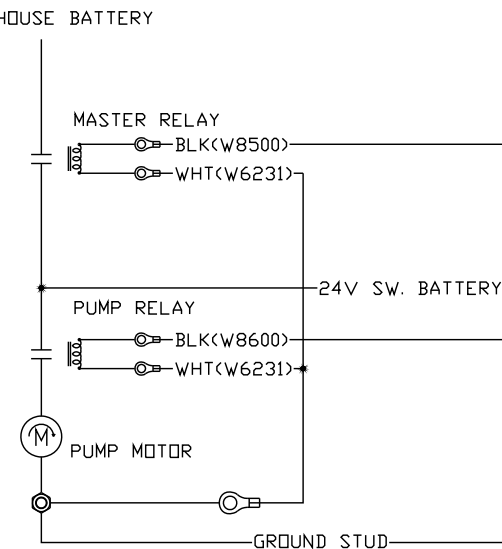 HOUSE BATTERY
MASTER RELAY
BLK(W8500)
WHT(W6231)
24V SW. BATTERY
PUMP RELAY
BLK(W8600)
WHT(W6231)
M
PUMP MOTOR
GROUND STUD